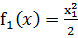 f₁(x) = x₁²/2